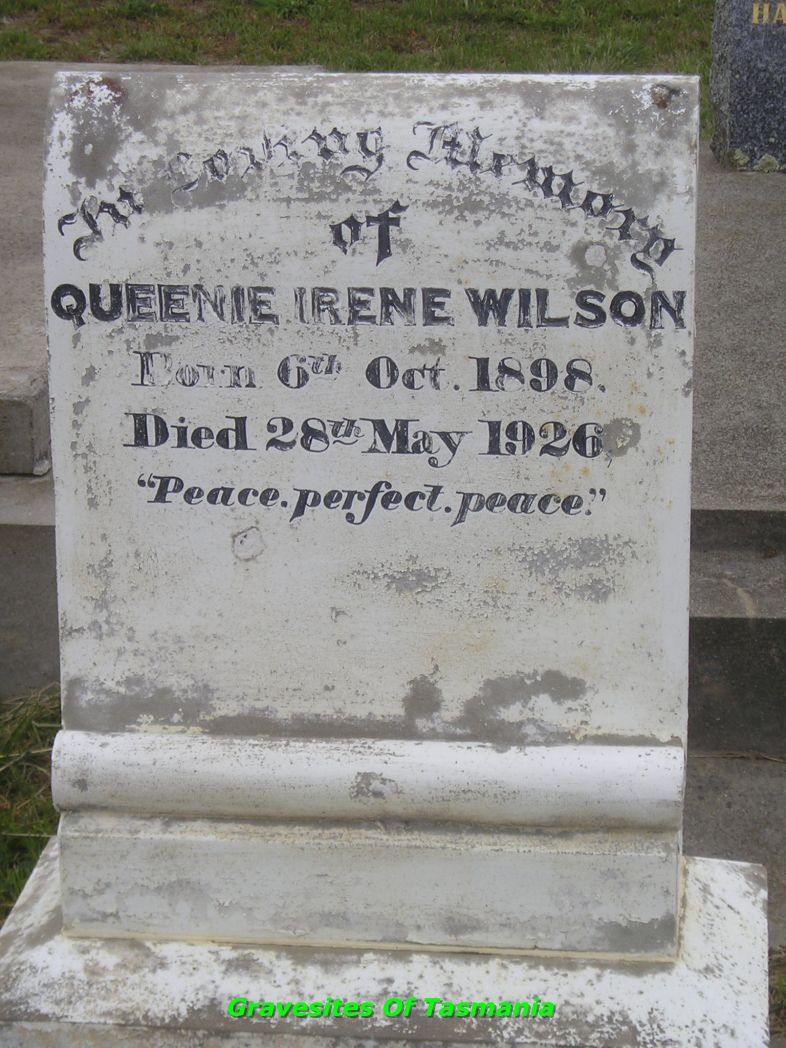 In Loving Memory
of
QUEENIE IRENE WILSON
Born 6th Oct. 1898.
Died 28th May 1926,
"Peace. perfect. peace."
HA
Gravesites Of Tasmania